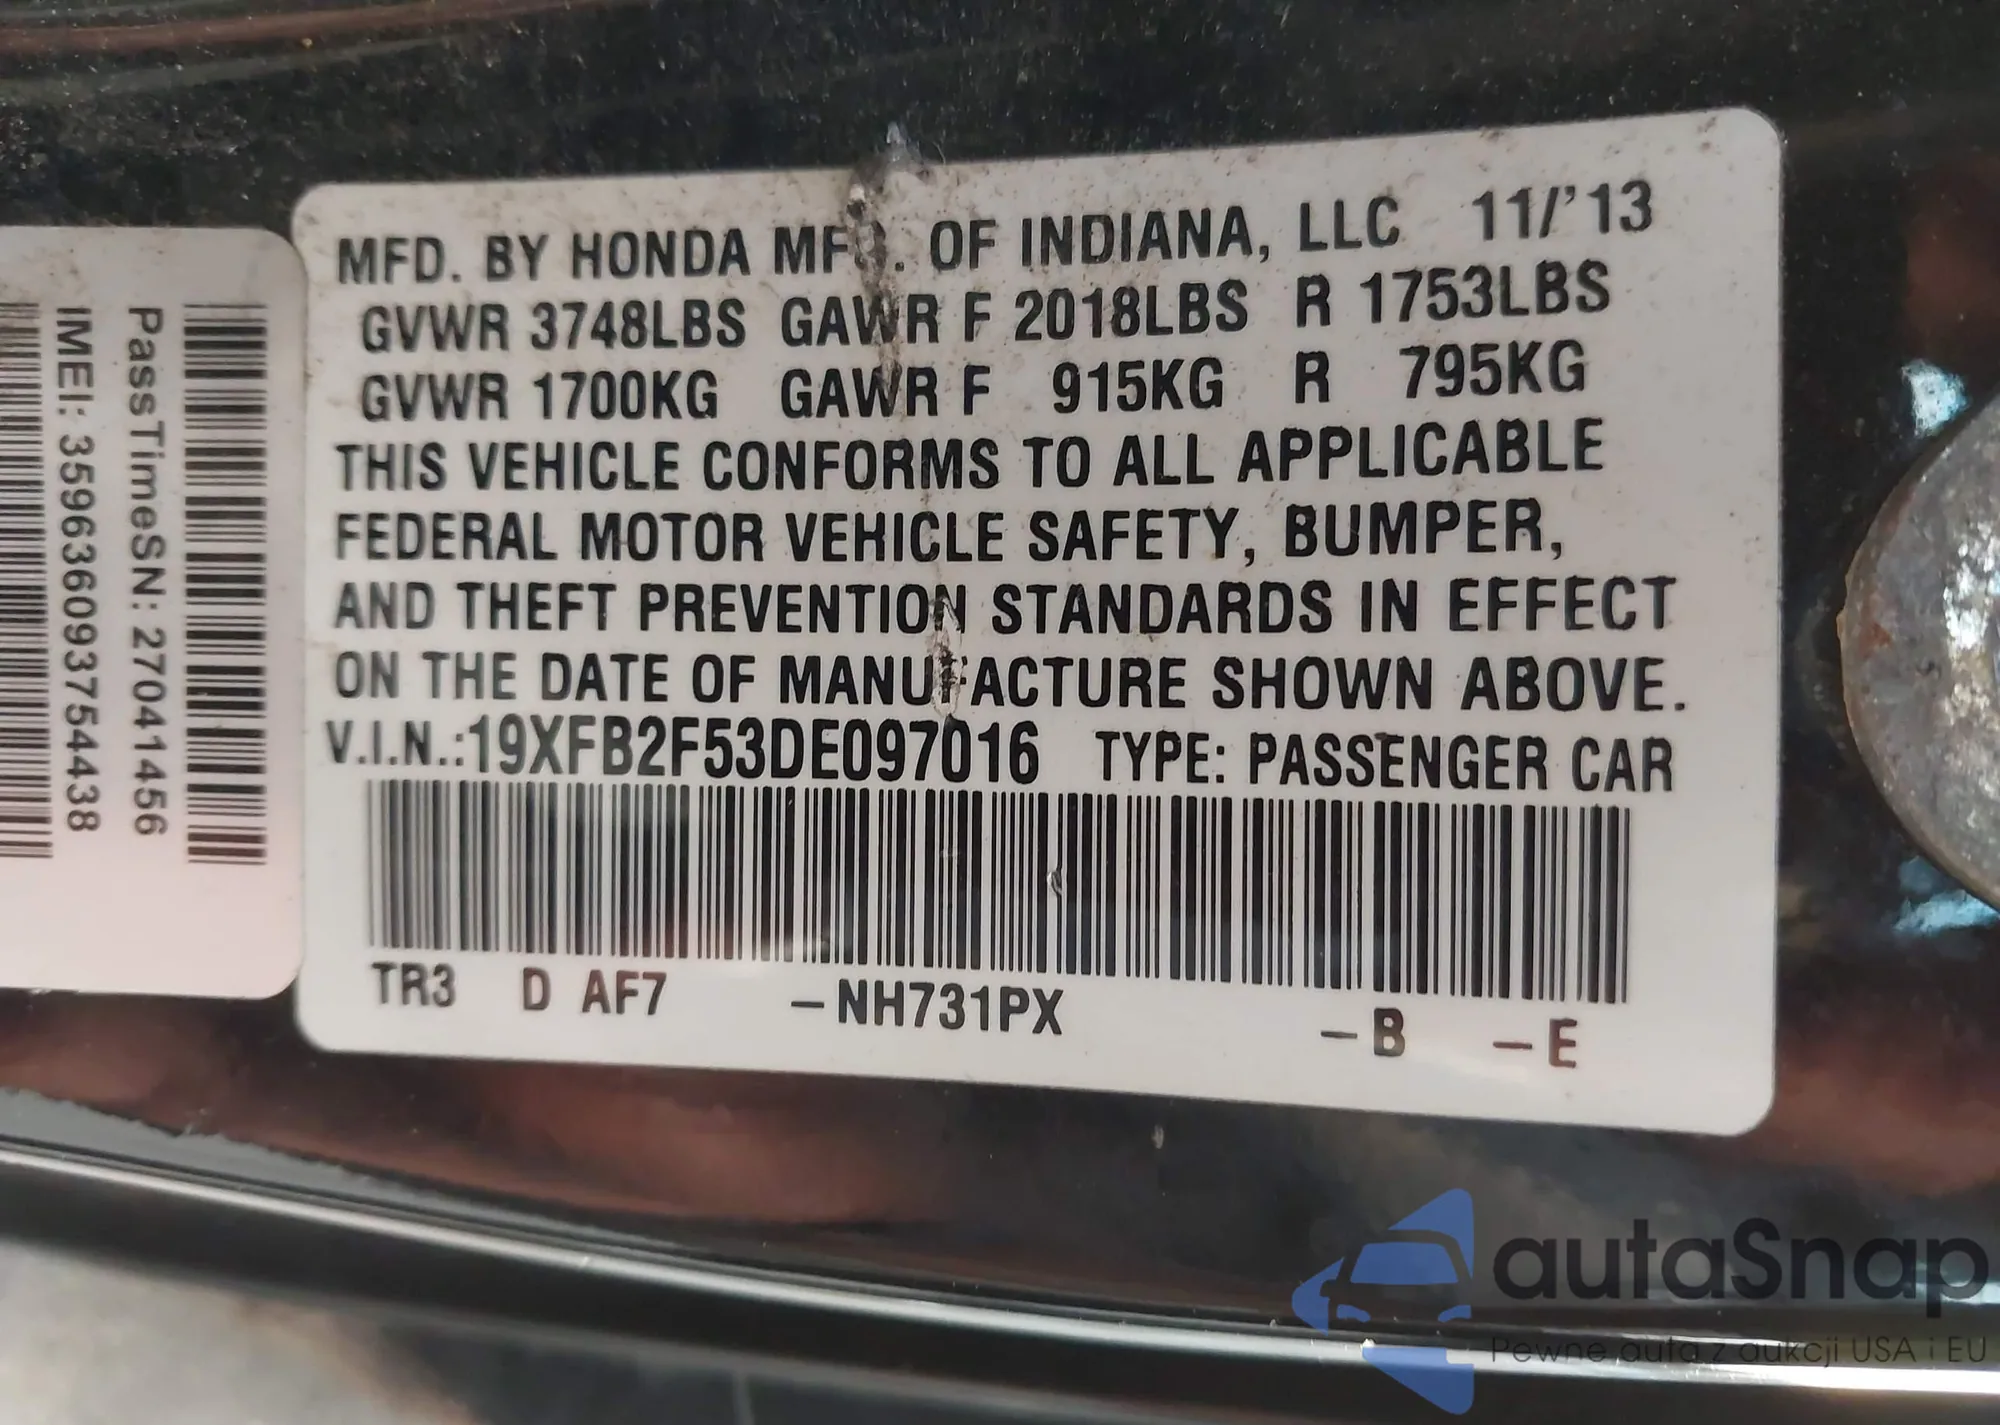 MFD. BY HONDA MFG. OF INDIANA, LLC 11/'13
GVWR 3748LBS GAWR F 2018LBS R 1753LBS
GVWR 1700KG GAWR F 915KG R 795KG
THIS VEHICLE CONFORMS TO ALL APPLICABLE
FEDERAL MOTOR VEHICLE SAFETY, BUMPER,
AND THEFT PREVENTION STANDARDS IN EFFECT
ON THE DATE OF MANUFACTURE SHOWN ABOVE.
V.I.N.:19XFB2F53DE097016 TYPE: PASSENGER CAR
TR3 D AF7 -NH731PX -B -E
PassTimeSN: 27041456
IMEI: 359636093754438
autaSnap
Pewne auta z aukcji USA i EU